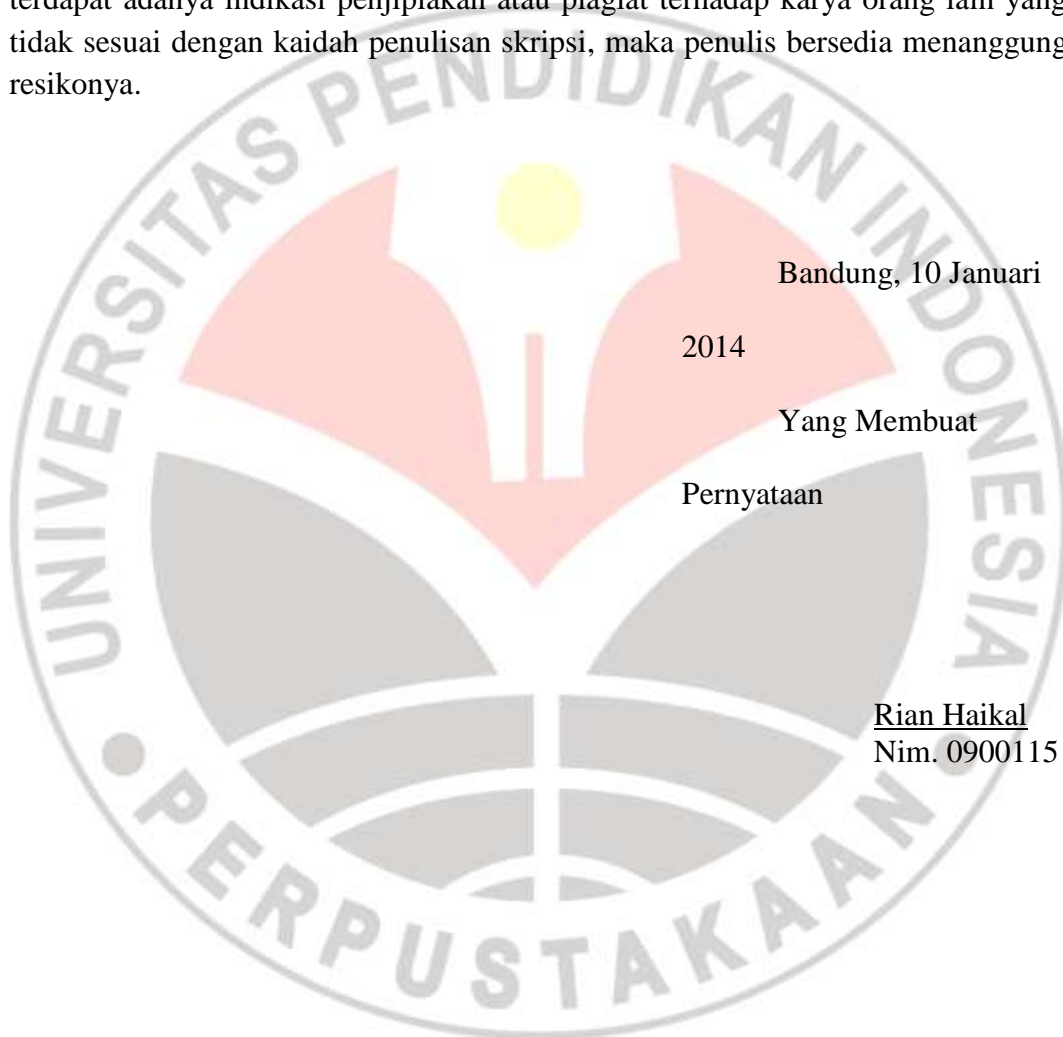 terdapat adanya indikasi penjiplakan atau plagiat terhadap karya orang lain yang
tidak sesuai dengan kaidah penulisan skripsi, maka penulis bersedia menanggung
resikonya.
Bandung, 10 Januari
2014
Yang Membuat
Pernyataan
Rian Haikal
Nim. 0900115
UNIVERSITAS PENDIDIKAN INDONESIA
PERPUSTAKAAN